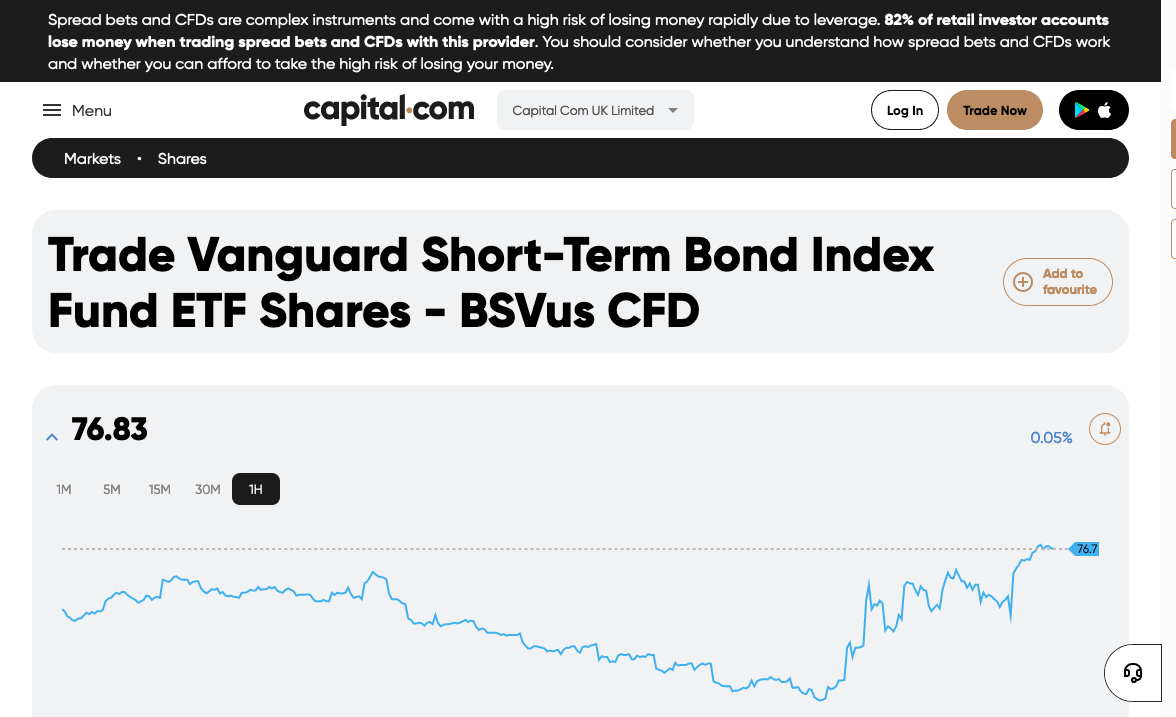 Spread bets and CFDs are complex instruments and come with a high risk of losing money rapidly due to leverage. 82% of retail investor accounts
lose money when trading spread bets and CFDs with this provider. You should consider whether you understand how spread bets and CFDs work
and whether you can afford to take the high risk of losing your money.
Menu
capital.com
Capital Com UK Limited
Log In
Trade Now
Markets • Shares
Trade Vanguard Short-Term Bond Index
Fund ETF Shares - BSVus CFD
Add to
favourite
76.83
0.05%
1M 5M 15M 30M 1H
76.7